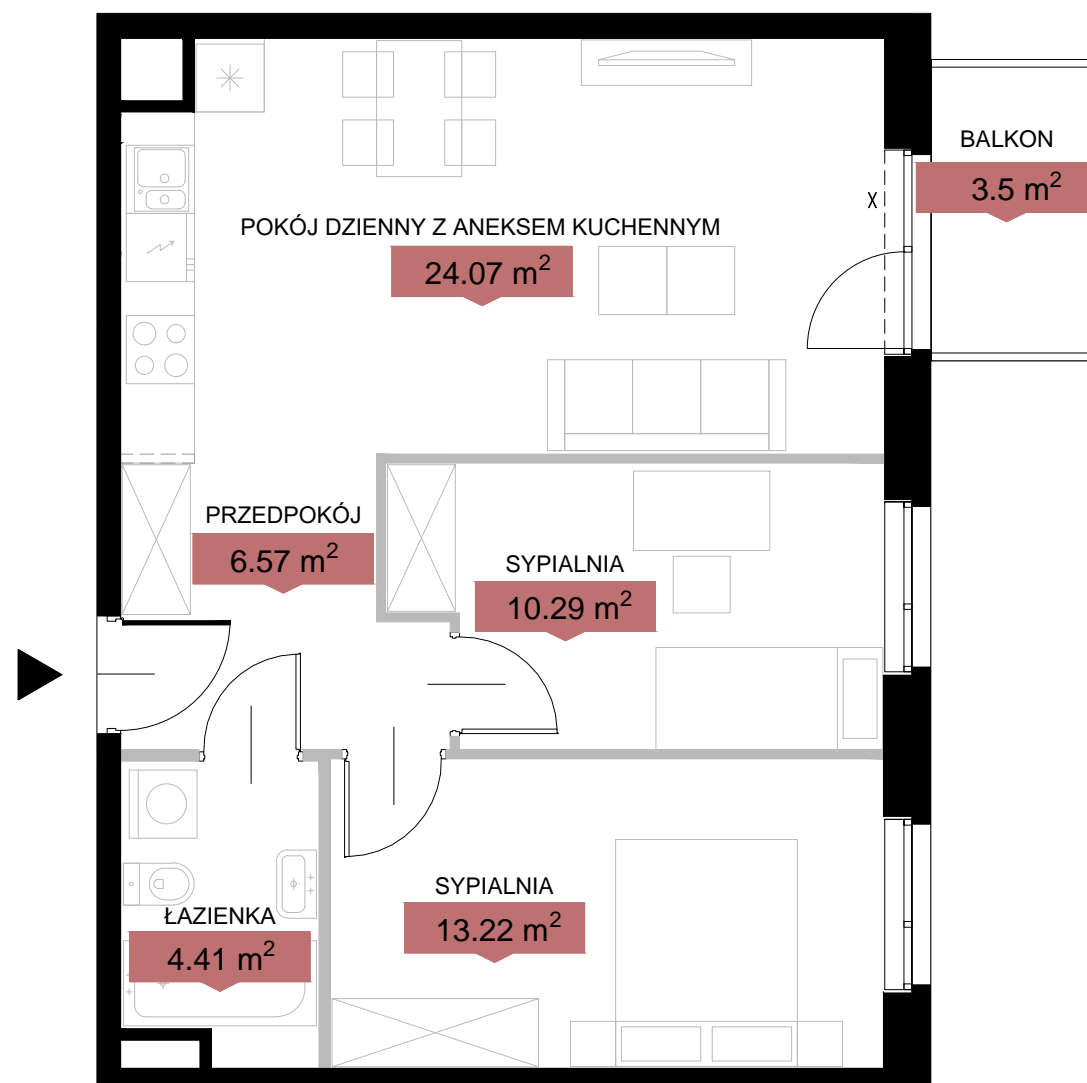 BALKON
3.5 m²
X
POKÓJ DZIENNY Z ANEKSEM KUCHENNYM
24.07 m²
PRZEDPOKÓJ
6.57 m²
SYPIALNIA
10.29 m²
SYPIALNIA
13.22 m²
ŁAZIENKA
4.41 m²